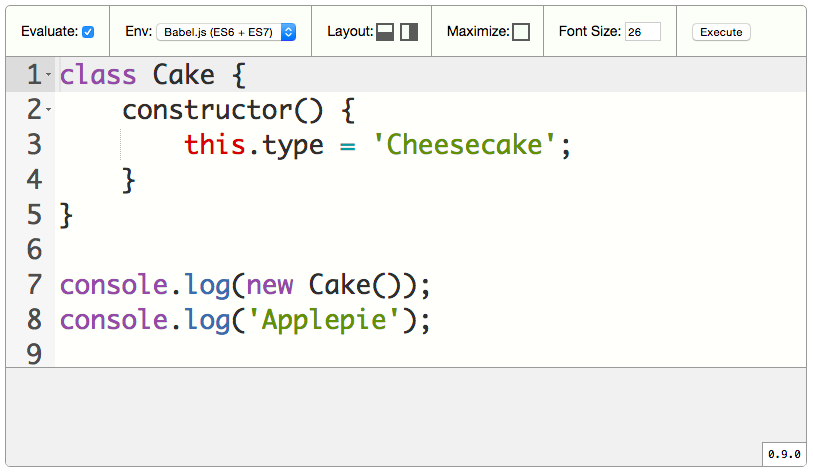 Evaluate: Env: Babel.js (ES6 + ES7) Layout: Maximize: Font Size: 26 Execute
1 class Cake {
2     constructor() {
3         this.type = 'Cheesecake';
4     }
5 }
6
7 console.log(new Cake());
8 console.log('Applepie');
9
0.9.0